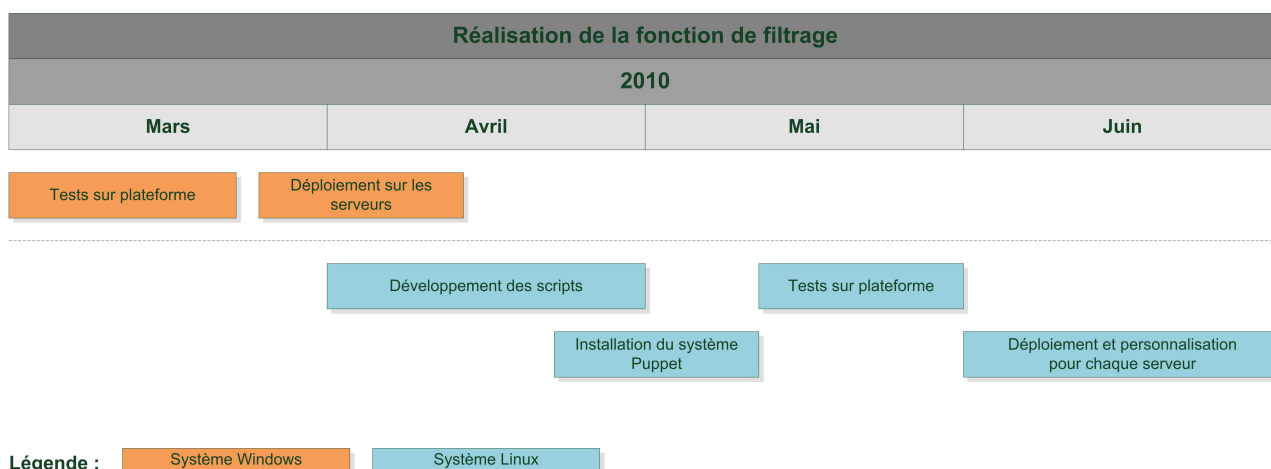 Réalisation de la fonction de filtrage
2010
Mars
Avril
Mai
Juin
Tests sur plateforme
Déploiement sur les
serveurs
Développement des scripts
Tests sur plateforme
Installation du système
Puppet
Déploiement et personnalisation
pour chaque serveur
Légende :
Système Windows
Système Linux